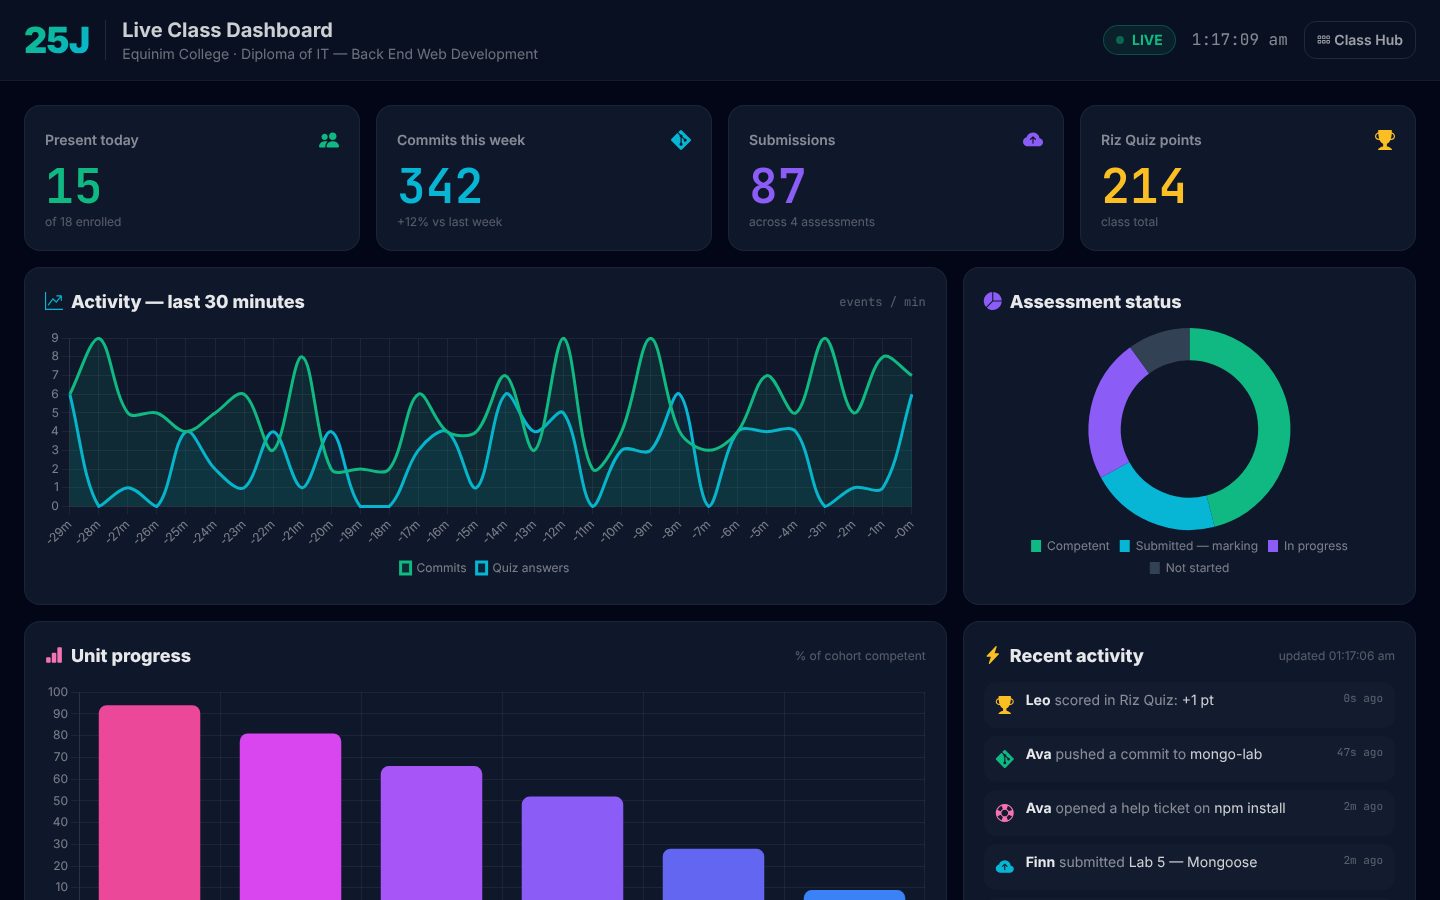 25J
Live Class Dashboard
Equinim College · Diploma of IT — Back End Web Development
LIVE
1:17:09 am
Class Hub
Present today
15
of 18 enrolled
Commits this week
342
+12% vs last week
Submissions
87
across 4 assessments
Riz Quiz points
214
class total
Activity — last 30 minutes
events / min
9
8
7
6
5
4
3
2
1
0
-29m -28m -27m -26m -25m -24m -23m -22m -21m -20m -19m -18m -17m -16m -15m -14m -13m -12m -11m -10m -9m -8m -7m -6m -5m -4m -3m -2m -1m -0m
Commits Quiz answers
Assessment status
Competent Submitted — marking In progress
Not started
Unit progress
% of cohort competent
100
90
80
70
60
50
40
30
20
10
Recent activity
updated 01:17:06 am
Leo scored in Riz Quiz: +1 pt
0s ago
Ava pushed a commit to mongo-lab
47s ago
Ava opened a help ticket on npm install
2m ago
Finn submitted Lab 5 — Mongoose
2m ago